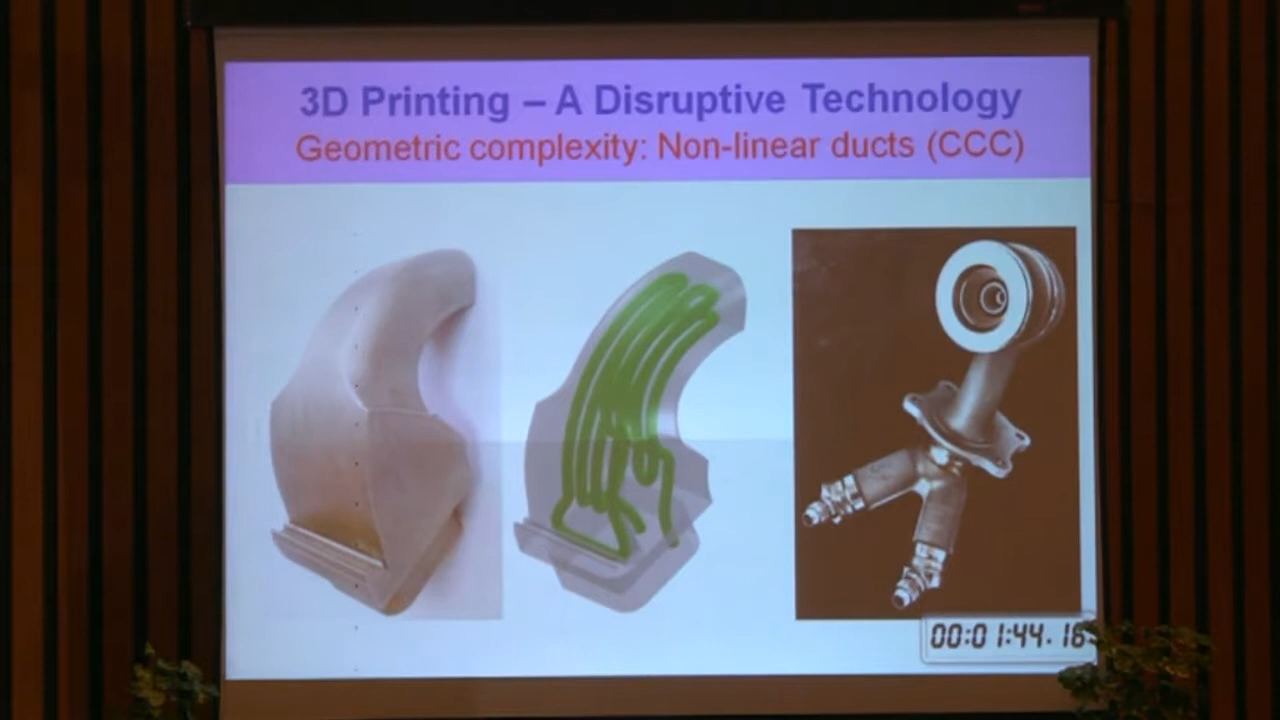 3D Printing – A Disruptive Technology
Geometric complexity: Non-linear ducts (CCC)
00:01:44.16